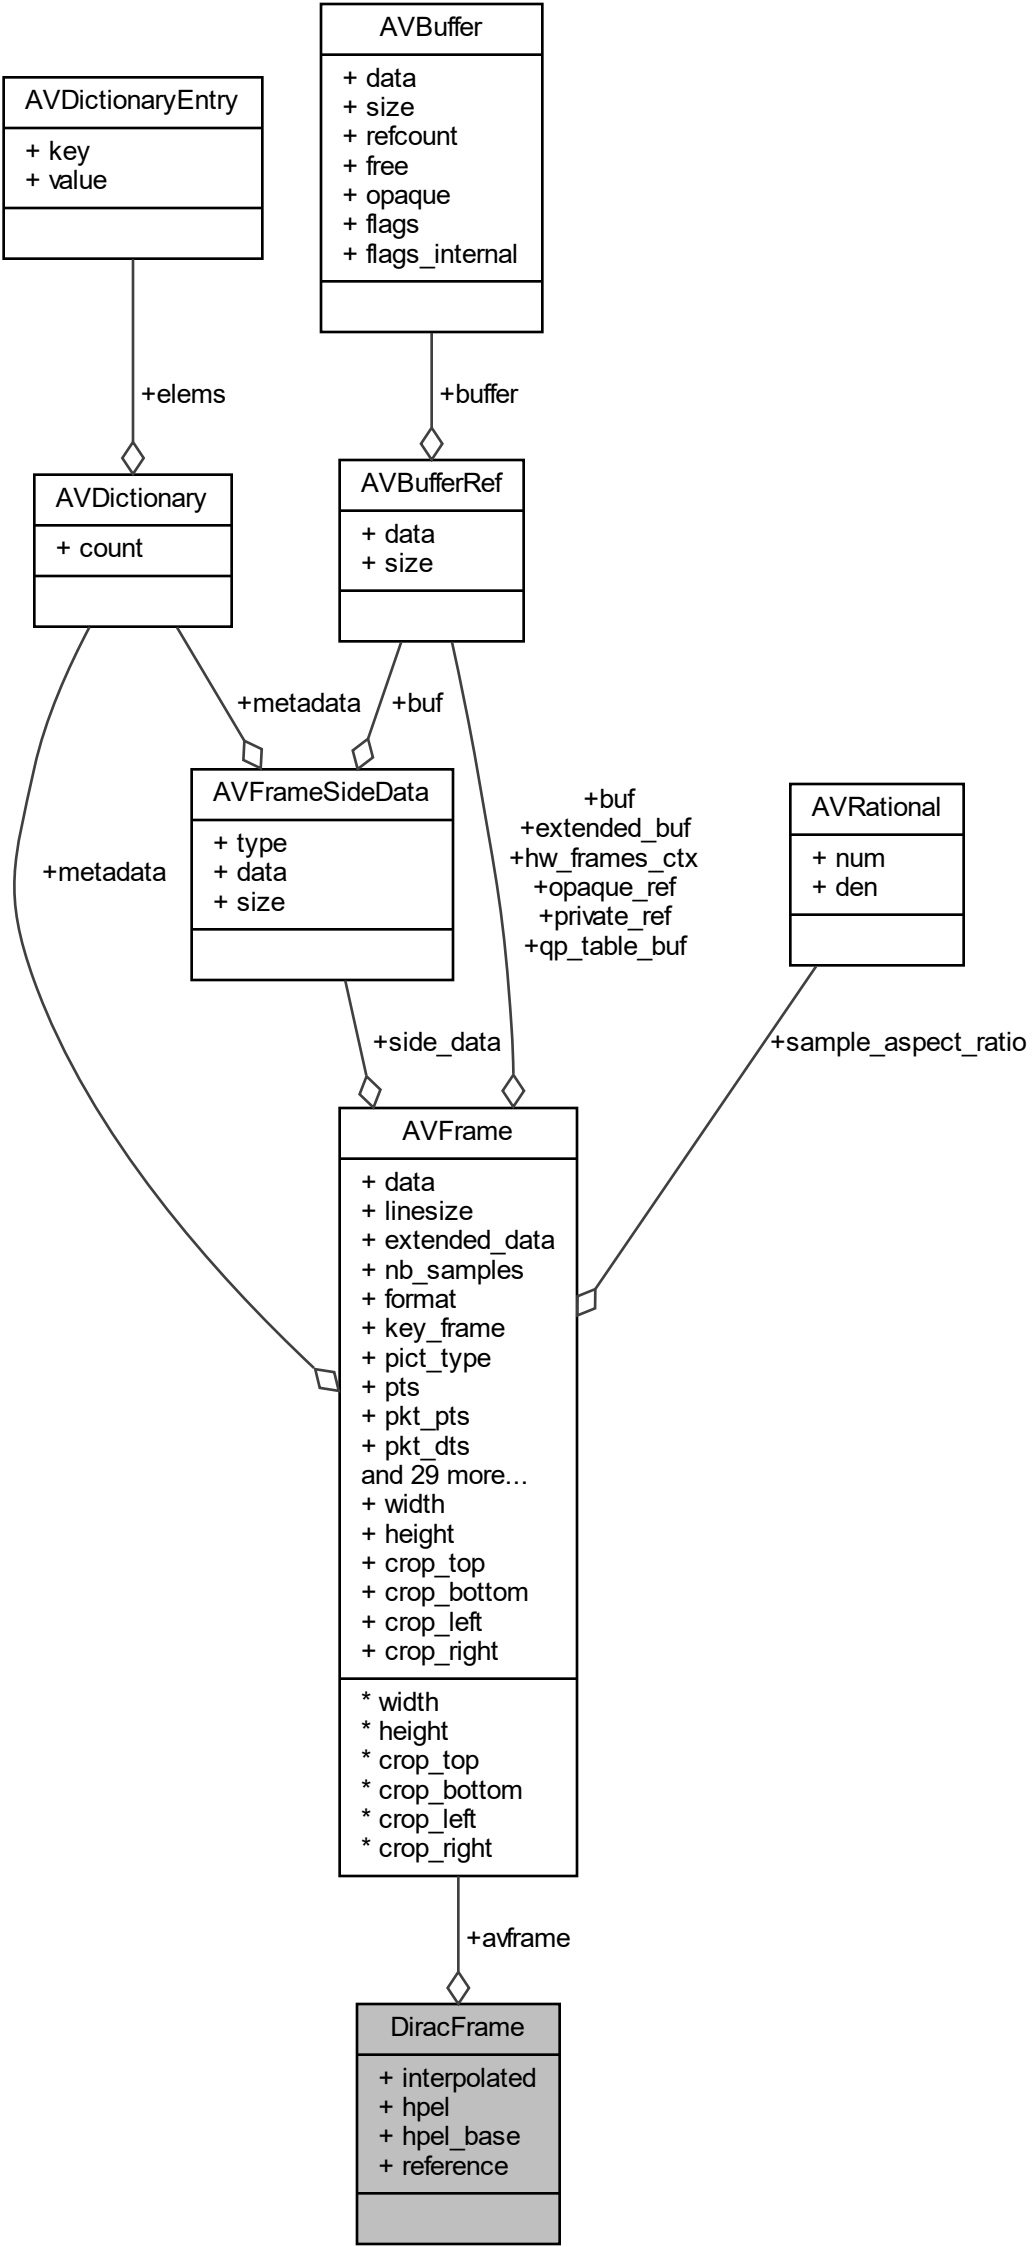 AVBuffer
+ data
+ size
+ refcount
+ free
+ opaque
+ flags
+ flags_internal
AVDictionaryEntry
+ key
+ value
+elems
+buffer
AVDictionary
+ count
AVBufferRef
+ data
+ size
+metadata
+buf
AVFrameSideData
+ type
+ data
+ size
+metadata
+buf
+extended_buf
+hw_frames_ctx
+opaque_ref
+private_ref
+qp_table_buf
AVRational
+ num
+ den
+side_data
+sample_aspect_ratio
AVFrame
+ data
+ linesize
+ extended_data
+ nb_samples
+ format
+ key_frame
+ pict_type
+ pts
+ pkt_pts
+ pkt_dts
and 29 more...
+ width
+ height
+ crop_top
+ crop_bottom
+ crop_left
+ crop_right
* width
* height
* crop_top
* crop_bottom
* crop_left
* crop_right
+avframe
DiracFrame
+ interpolated
+ hpel
+ hpel_base
+ reference